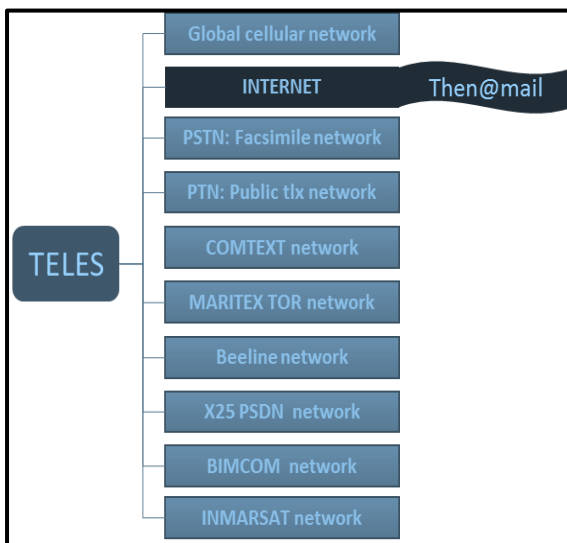 Global cellular network
INTERNET
Then@mail
PSTN: Facsimile network
PTN: Public tlx network
COMTEXT network
TELES
MARITEX TOR network
Beeline network
X25 PSDN network
BIMCOM network
INMARSAT network